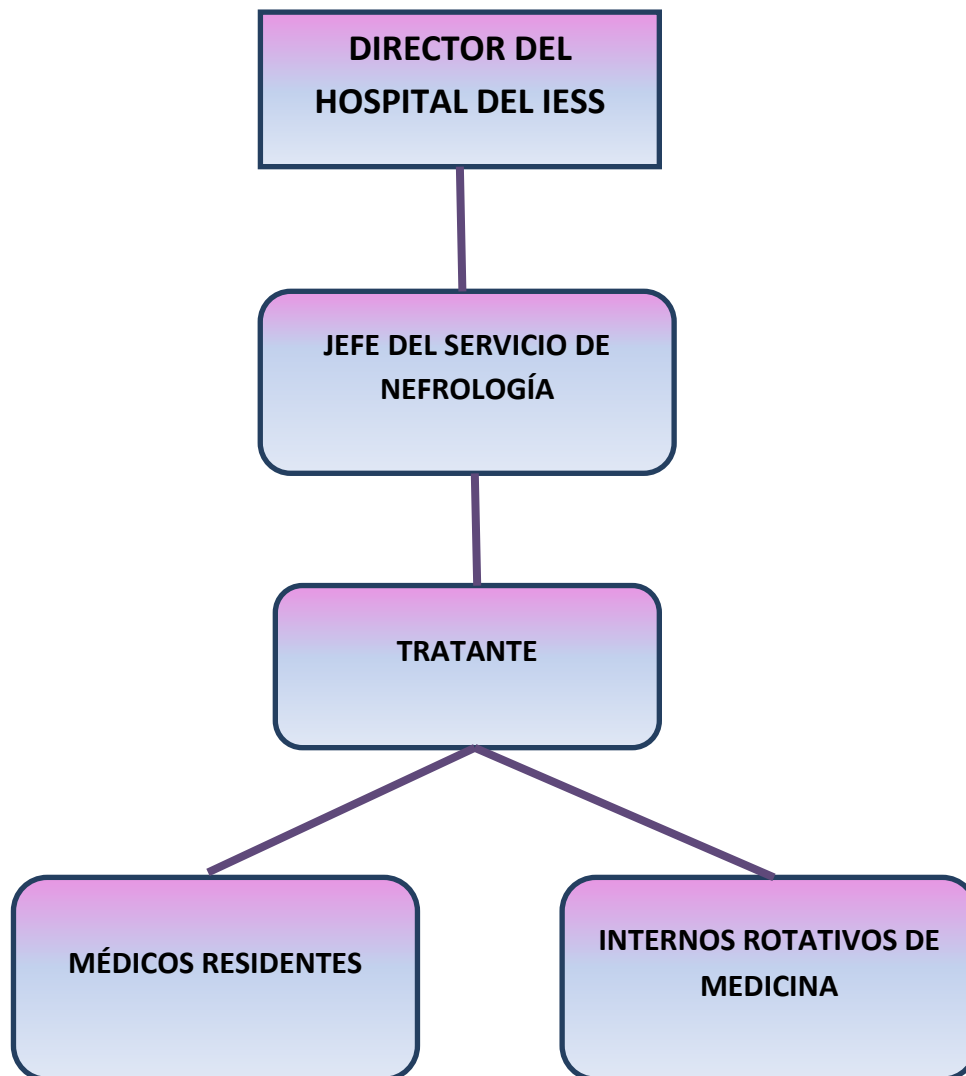 DIRECTOR DEL
HOSPITAL DEL IESS
JEFE DEL SERVICIO DE
NEFROLOGÍA
TRATANTE
MÉDICOS RESIDENTES
INTERNOS ROTATIVOS DE
MEDICINA